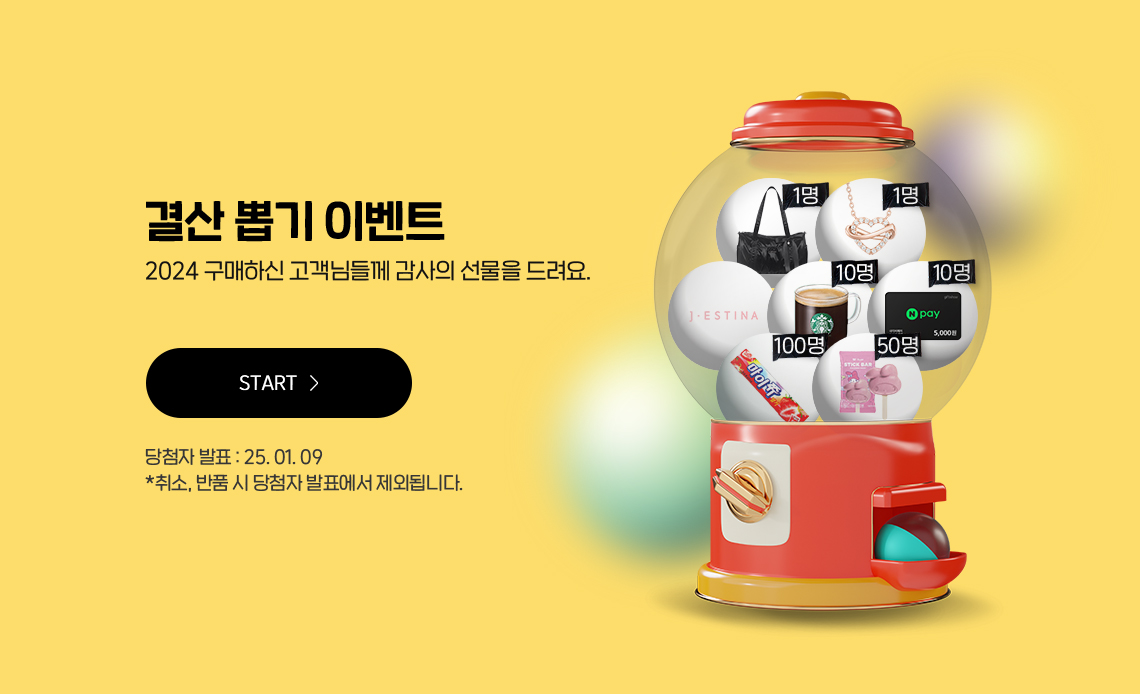 결산 뽑기 이벤트
2024 구매하신 고객님들께 감사의 선물을 드려요.
START >
당첨자 발표 : 25. 01. 09
*취소, 반품 시 당첨자 발표에서 제외됩니다.
1명
1명
10명
10명
J·ESTINA
N pay
5,000원
100명
50명
마이쮸
STICK BAR